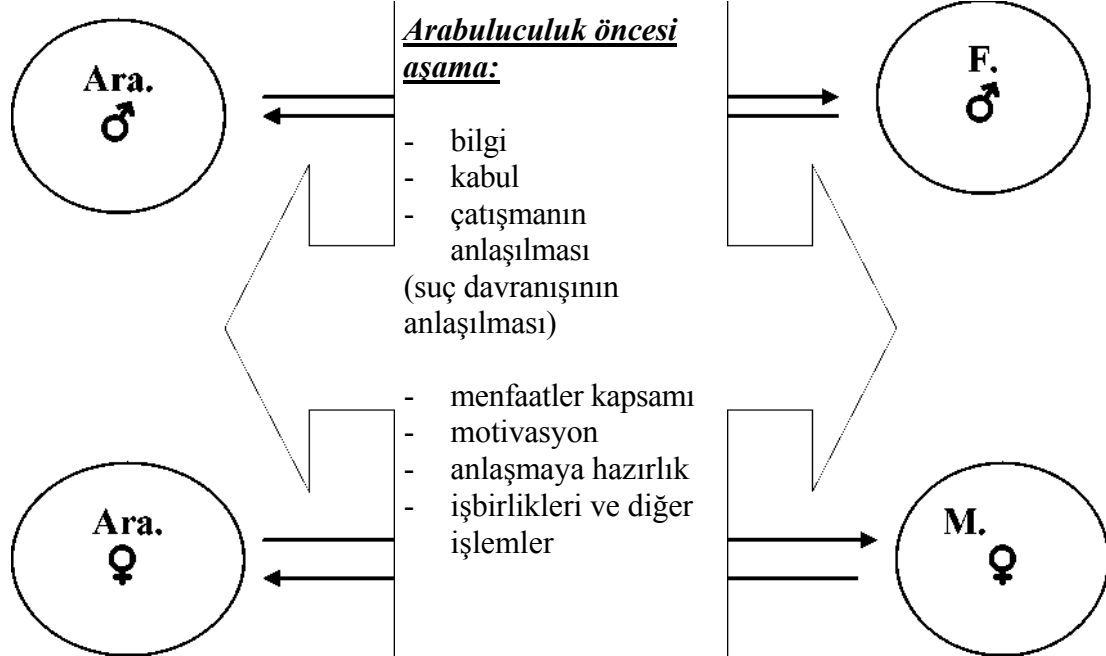 Ara.
♂
Arabuluculuk öncesi
aşama:
- bilgi
- kabul
- çatışmanın
anlaşılması
(suç davranışının
anlaşılması)
- menfaatler kapsamı
- motivasyon
- anlaşmaya hazırlık
- işbirlikleri ve diğer
işlemler
F.
♂
Ara.
♀
M.
♀